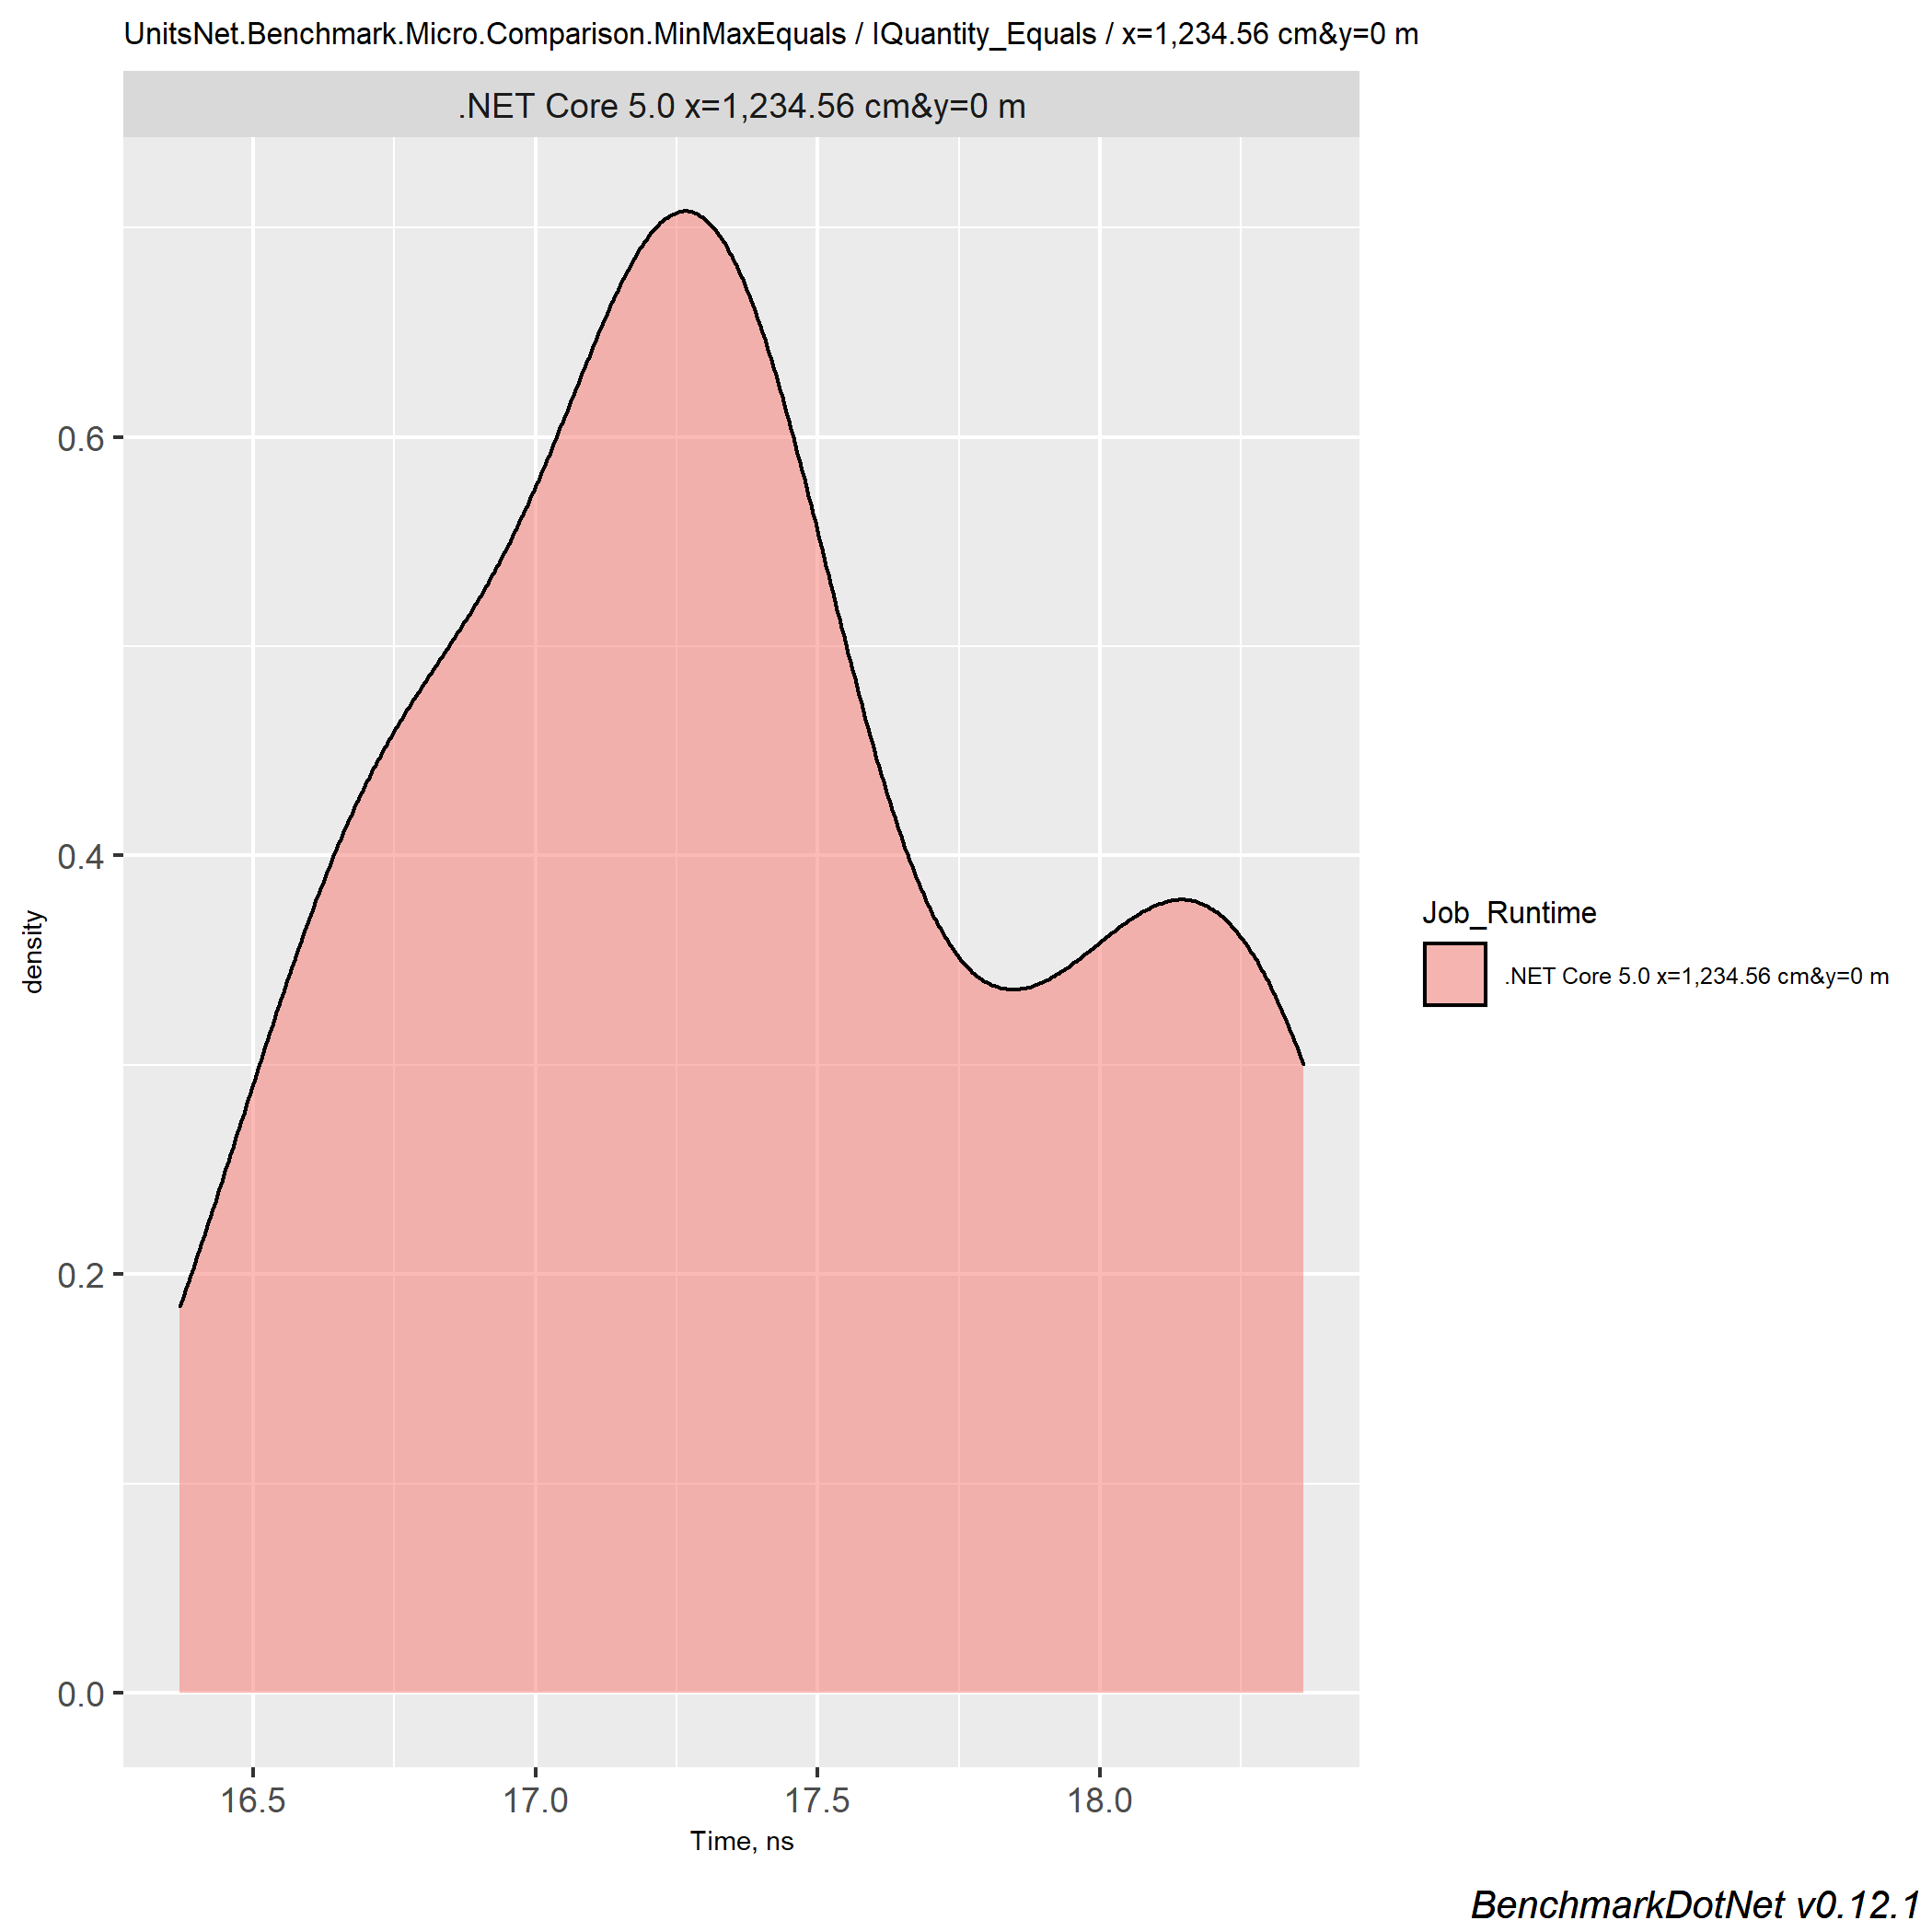 UnitsNet.Benchmark.Micro.Comparison.MinMaxEquals / IQuantity_Equals / x=1,234.56 cm&y=0 m
.NET Core 5.0 x=1,234.56 cm&y=0 m
0.6
0.4
0.2
0.0
density
16.5 17.0 17.5 18.0
Time, ns
Job_Runtime
.NET Core 5.0 x=1,234.56 cm&y=0 m
BenchmarkDotNet v0.12.1